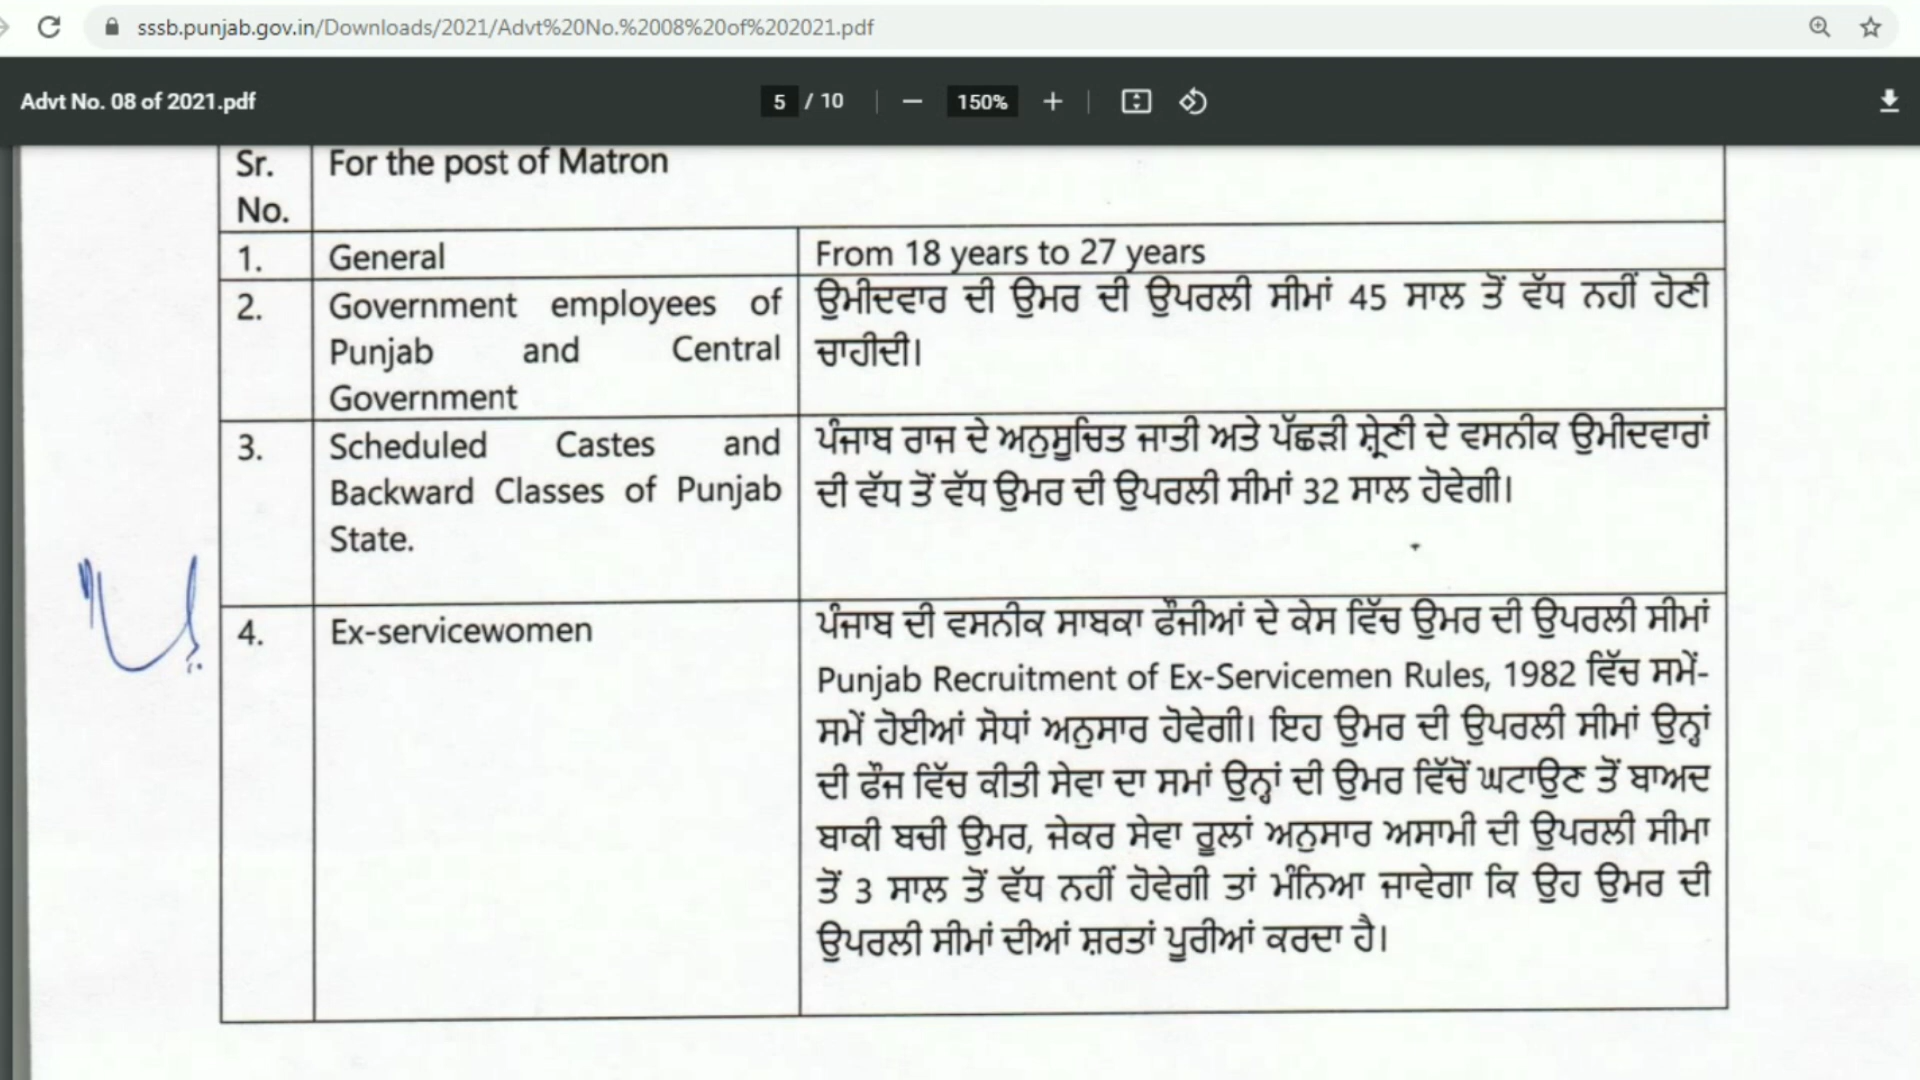 sssb.punjab.gov.in/Downloads/2021/Advt%20No.%2008%20of%202021.pdf
Advt No. 08 of 2021.pdf
5 / 10
150%
Sr. No.
For the post of Matron
1.
General
From 18 years to 27 years
2.
Government employees of
Punjab and Central
Government
ਉਮੀਦਵਾਰ ਦੀ ਉਮਰ ਦੀ ਉਪਰਲੀ ਸੀਮਾਂ 45 ਸਾਲ ਤੋਂ ਵੱਧ ਨਹੀਂ ਹੋਣੀ
ਚਾਹੀਦੀ।
3.
Scheduled Castes and
Backward Classes of Punjab
State.
ਪੰਜਾਬ ਰਾਜ ਦੇ ਅਨੁਸੂਚਿਤ ਜਾਤੀ ਅਤੇ ਪੱਛੜੀ ਸ਼੍ਰੇਣੀ ਦੇ ਵਸਨੀਕ ਉਮੀਦਵਾਰਾਂ
ਦੀ ਵੱਧ ਤੋਂ ਵੱਧ ਉਮਰ ਦੀ ਉਪਰਲੀ ਸੀਮਾਂ 32 ਸਾਲ ਹੋਵੇਗੀ।
4.
Ex-servicewomen
ਪੰਜਾਬ ਦੀ ਵਸਨੀਕ ਸਾਬਕਾ ਫੌਜੀਆਂ ਦੇ ਕੇਸ ਵਿੱਚ ਉਮਰ ਦੀ ਉਪਰਲੀ ਸੀਮਾਂ
Punjab Recruitment of Ex-Servicemen Rules, 1982 ਵਿੱਚ ਸਮੇਂ-
ਸਮੇਂ ਹੋਈਆਂ ਸੋਧਾਂ ਅਨੁਸਾਰ ਹੋਵੇਗੀ। ਇਹ ਉਮਰ ਦੀ ਉਪਰਲੀ ਸੀਮਾਂ ਉਨ੍ਹਾਂ
ਦੀ ਫੌਜ ਵਿੱਚ ਕੀਤੀ ਸੇਵਾ ਦਾ ਸਮਾਂ ਉਨ੍ਹਾਂ ਦੀ ਉਮਰ ਵਿੱਚੋਂ ਘਟਾਉਣ ਤੋਂ ਬਾਅਦ
ਬਾਕੀ ਬਚੀ ਉਮਰ, ਜੇਕਰ ਸੇਵਾ ਰੂਲਾਂ ਅਨੁਸਾਰ ਅਸਾਮੀ ਦੀ ਉਪਰਲੀ ਸੀਮਾ
ਤੋਂ 3 ਸਾਲ ਤੋਂ ਵੱਧ ਨਹੀਂ ਹੋਵੇਗੀ ਤਾਂ ਮੰਨਿਆ ਜਾਵੇਗਾ ਕਿ ਉਹ ਉਮਰ ਦੀ
ਉਪਰਲੀ ਸੀਮਾਂ ਦੀਆਂ ਸ਼ਰਤਾਂ ਪੂਰੀਆਂ ਕਰਦਾ ਹੈ।